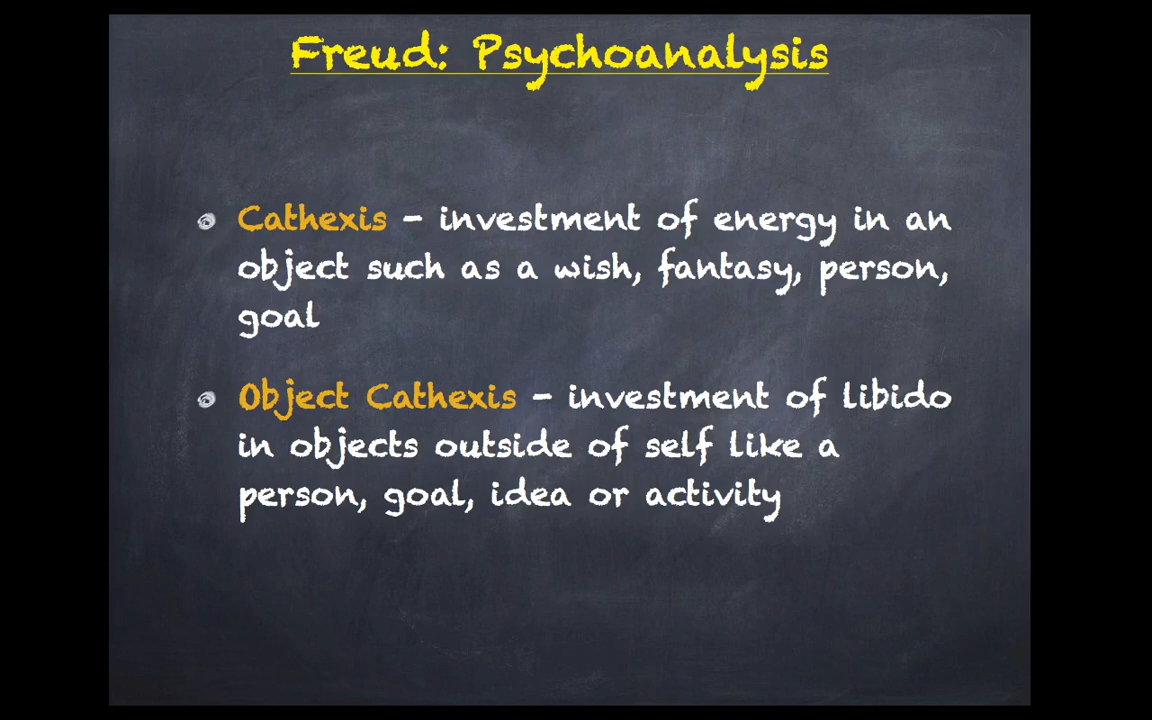 Freud: Psychoanalysis
Cathexis - investment of energy in an
object such as a wish, fantasy, person,
goal
Object Cathexis - investment of libido
in objects outside of self like a
person, goal, idea or activity